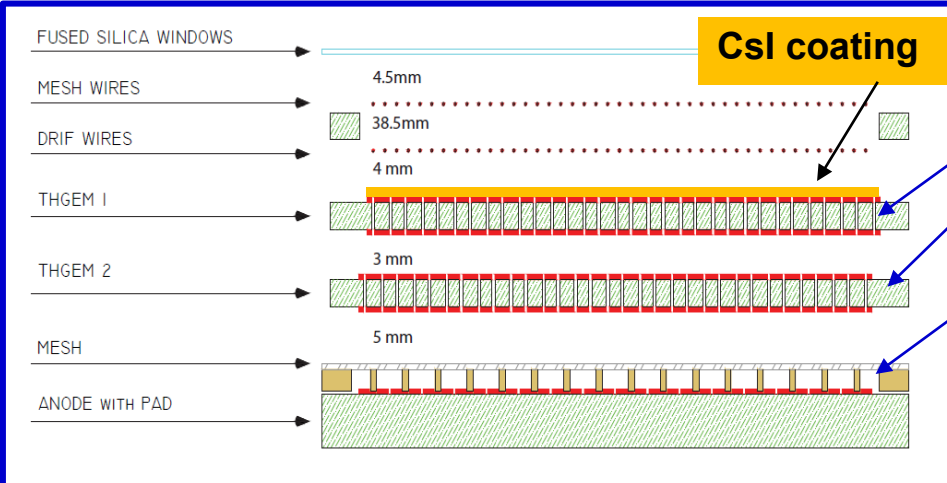 FUSED SILICA WINDOWS
CsI coating
4.5mm
MESH WIRES
38.5mm
DRIF WIRES
4 mm
THGEM I
3 mm
THGEM 2
5 mm
MESH
ANODE WITH PAD